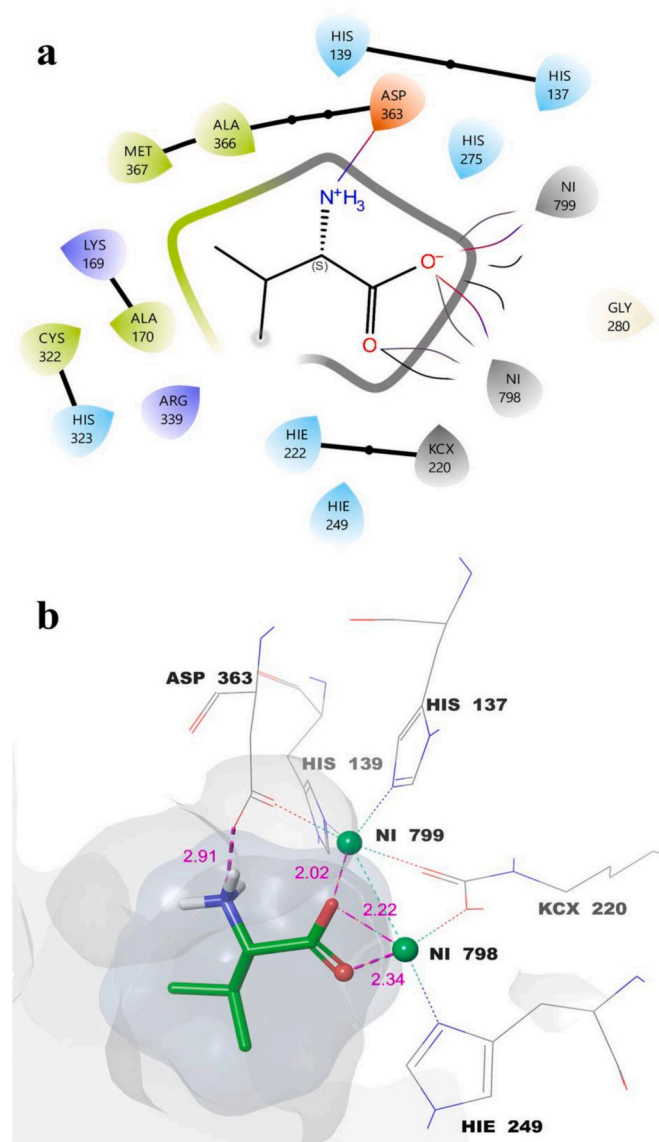 a
HIS
139
HIS
137
ASP
363
ALA
366
MET
367
HIS
275
N⁺H₃
NI
799
LYS
169
(S)
O⁻
ALA
170
GLY
280
CYS
322
O
NI
798
ARG
339
HIS
323
HIE
222
KCX
220
HIE
249
b
ASP 363
HIS 137
HIS 139
NI 799
2.91
2.02
KCX 220
2.22
NI 798
2.34
HIE 249